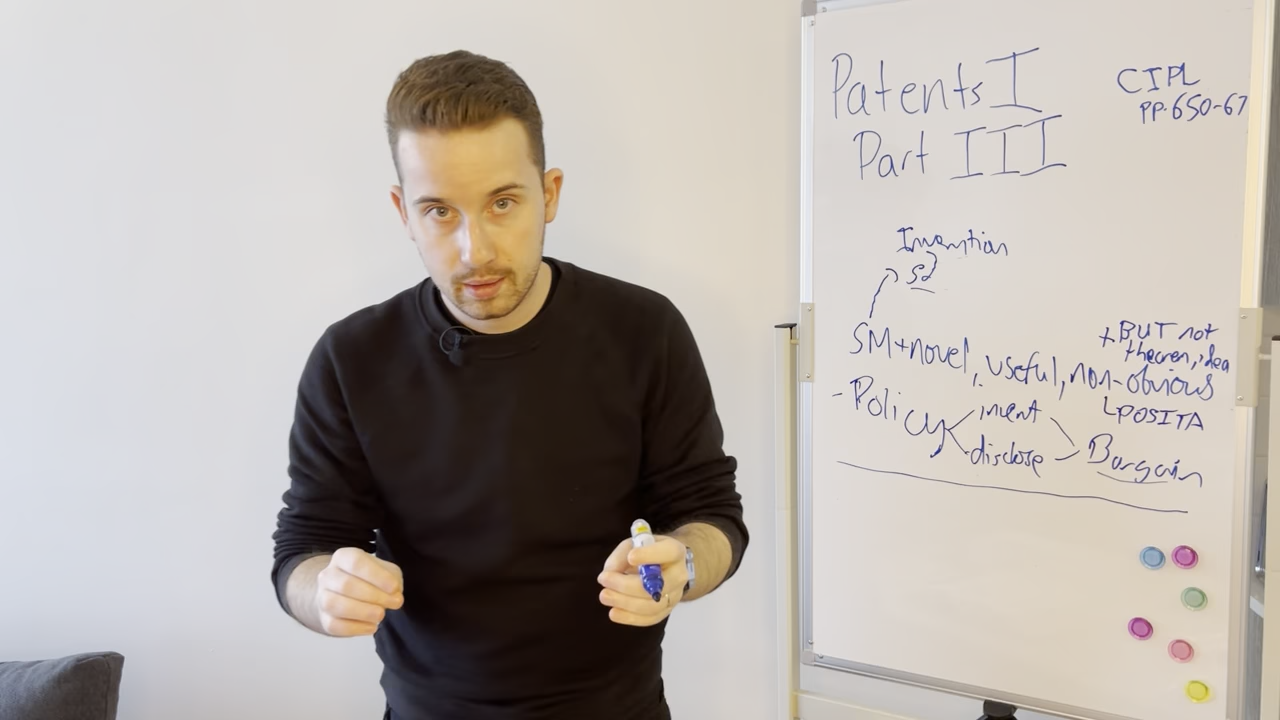 Patents I
Part III
CIPL
PP. 650-67
Invention
SM+novel, useful, non-obvious
+BUT not
theorem, idea
POSITA
-Policy
invent
disclose
Bargain